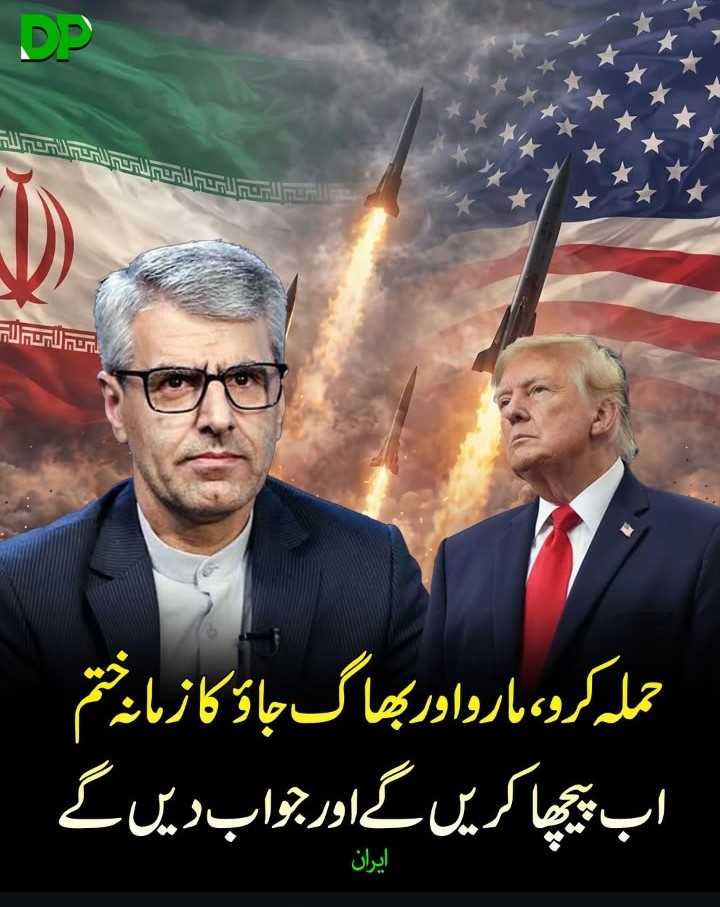 DP
حملہ کرو، مارو اور بھاگ جاؤ کا زمانہ ختم
اب پیچھا کریں گے اور جواب دیں گے
ایران